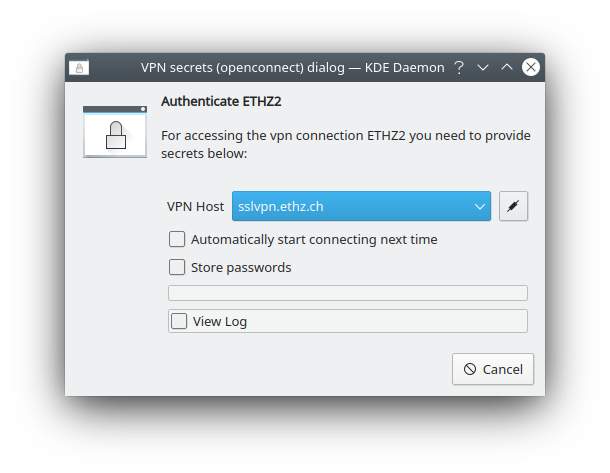 VPN secrets (openconnect) dialog — KDE Daemon ?
Authenticate ETHZ2
For accessing the vpn connection ETHZ2 you need to provide
secrets below:
VPN Host sslvpn.ethz.ch
Automatically start connecting next time
Store passwords
View Log
Cancel